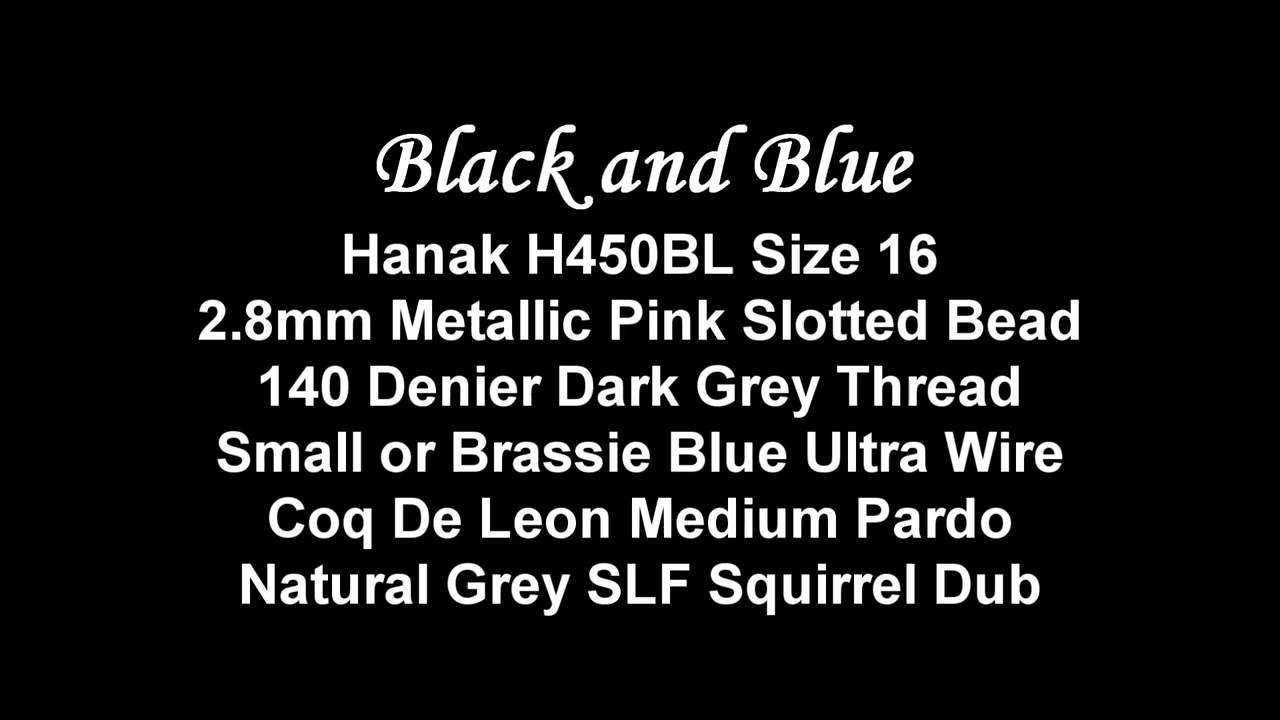 Black and Blue
Hanak H450BL Size 16
2.8mm Metallic Pink Slotted Bead
140 Denier Dark Grey Thread
Small or Brassie Blue Ultra Wire
Coq De Leon Medium Pardo
Natural Grey SLF Squirrel Dub